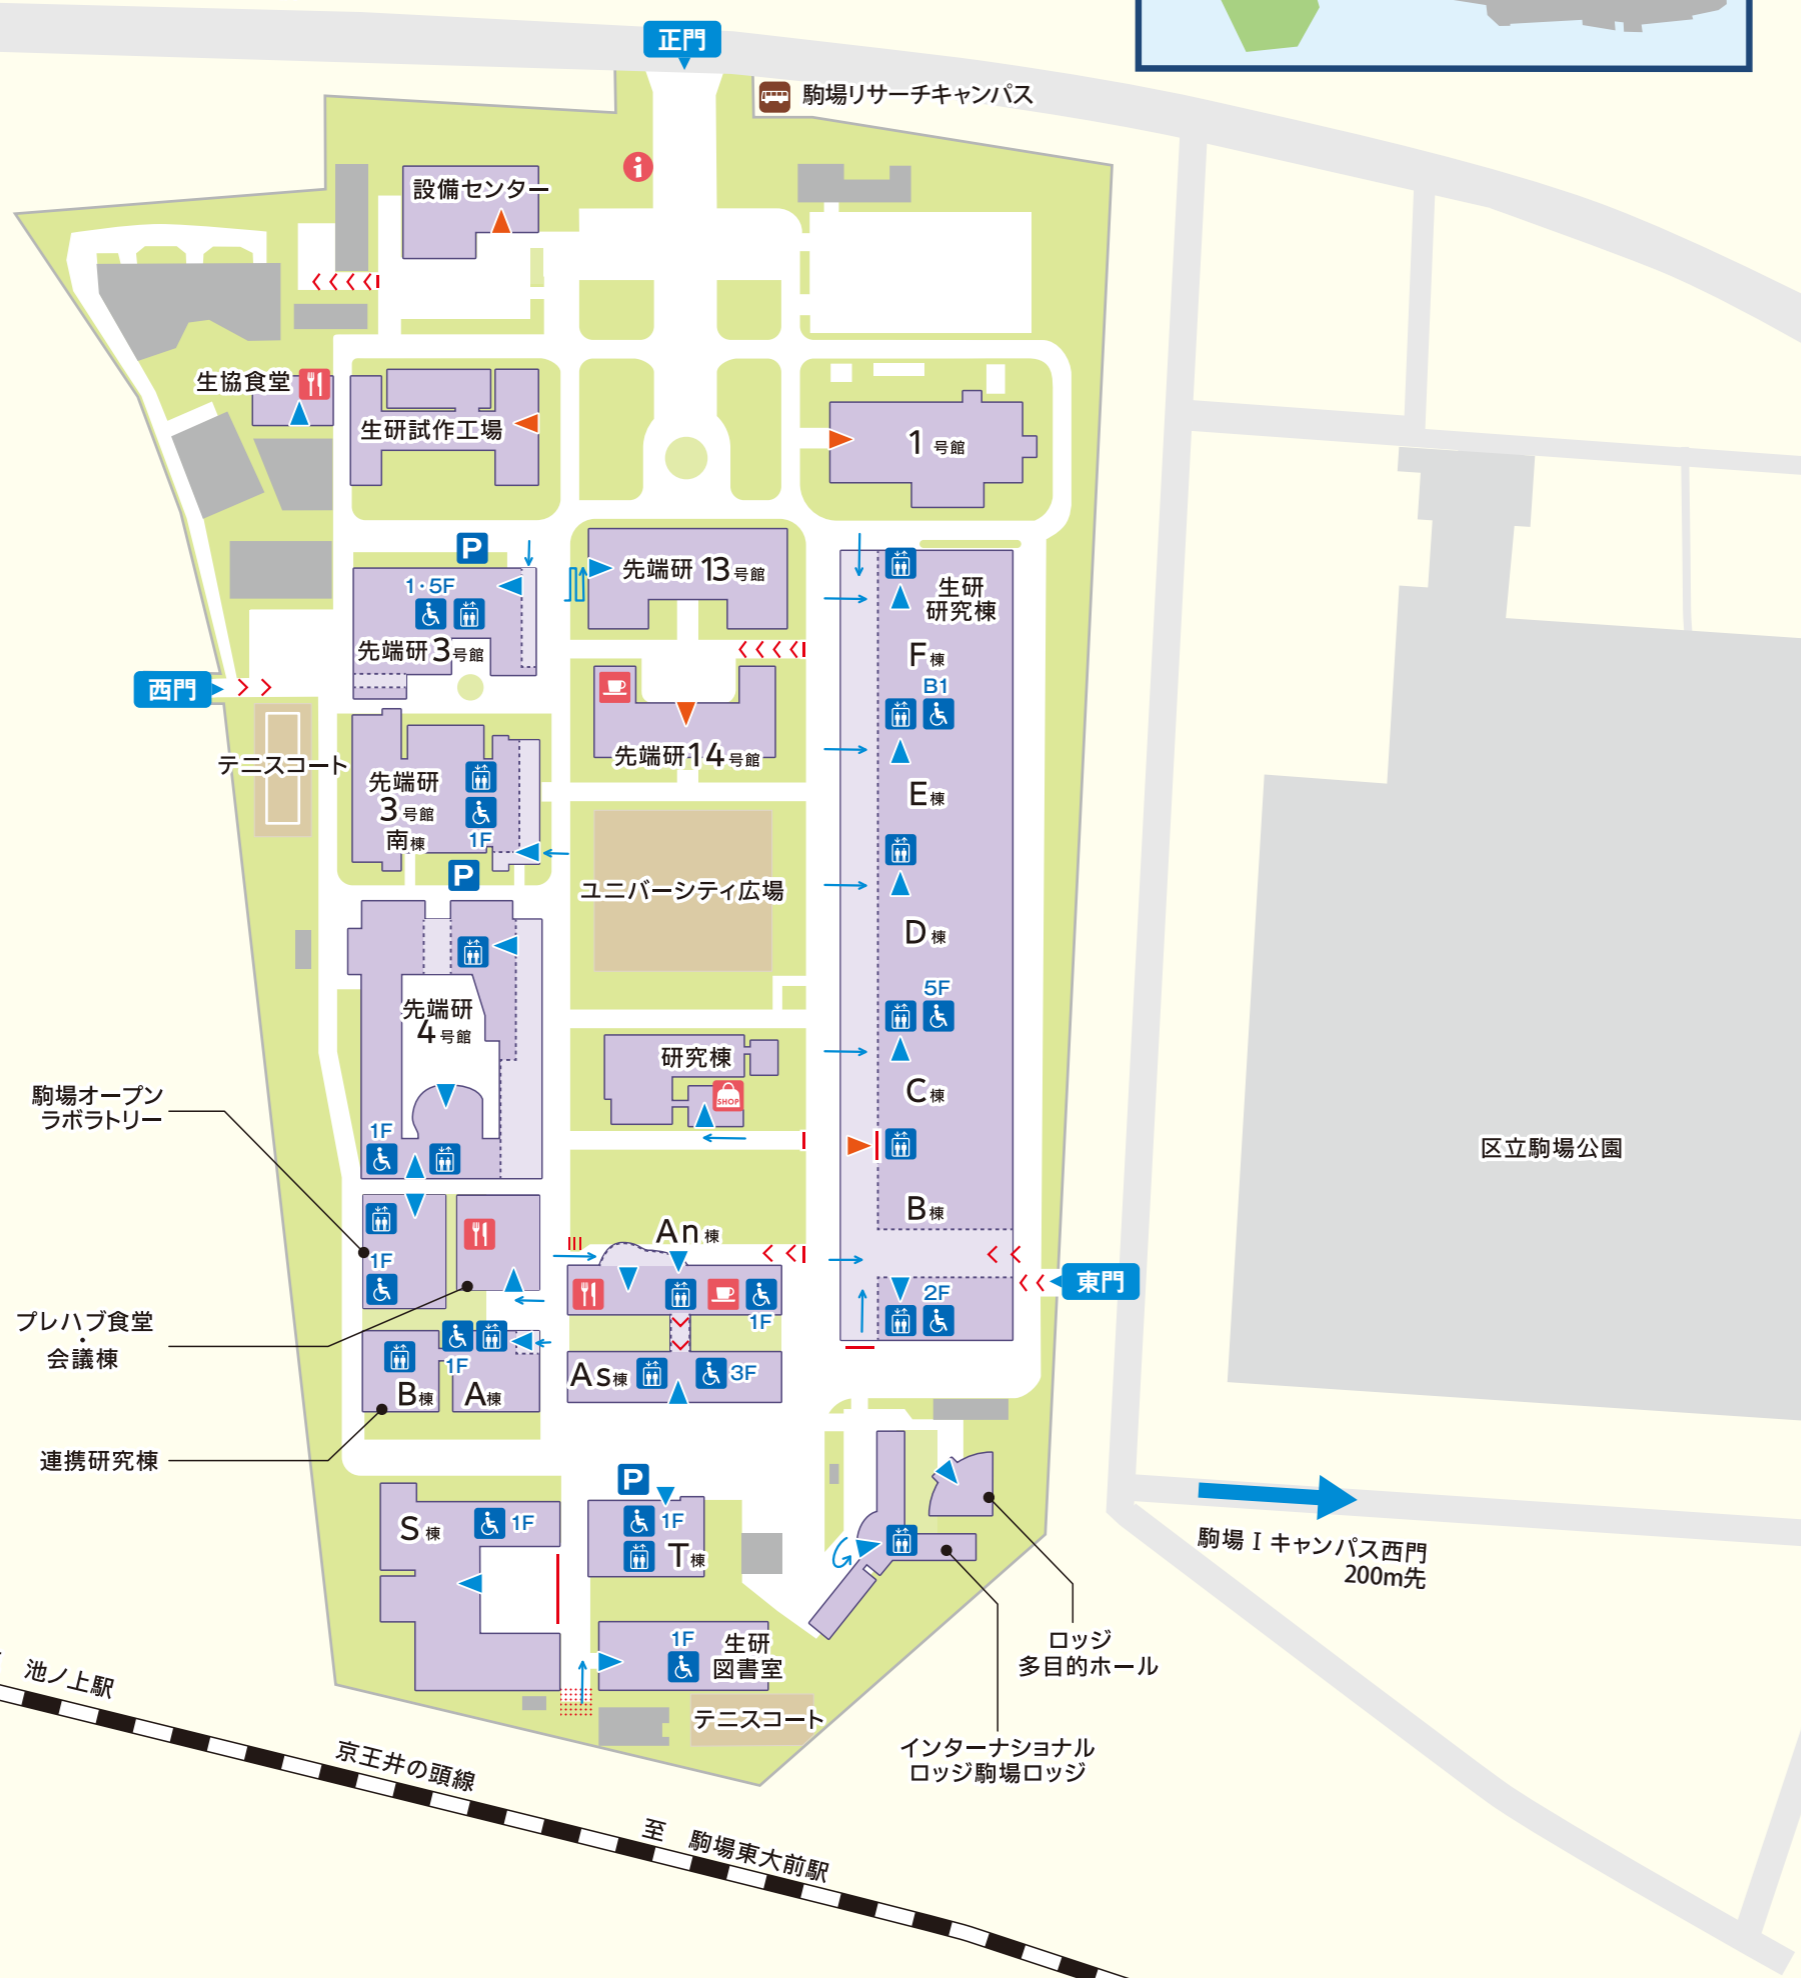 正門
駒場リサーチキャンパス
i
設備センター
生協食堂
生研試作工場
1 号館
P
1・5F
先端研3号館
先端研 13号館
生研
研究棟
F棟
西門
先端研14号館
B1
テニスコート
先端研
3号館
南棟
1F
E棟
P
ユニバーシティ広場
D棟
先端研
4号館
5F
研究棟
SHOP
C棟
駒場オープン
ラボラトリー
1F
区立駒場公園
B棟
An棟
1F
東門
2F
1F
プレハブ食堂
・
会議棟
1F
B棟
A棟
As棟
3F
連携研究棟
P
S棟
1F
1F
T棟
駒場 I キャンパス西門
200m先
1F
生研
図書室
ロッジ
多目的ホール
池ノ上駅
テニスコート
インターナショナル
ロッジ駒場ロッジ
京王井の頭線
至 駒場東大前駅